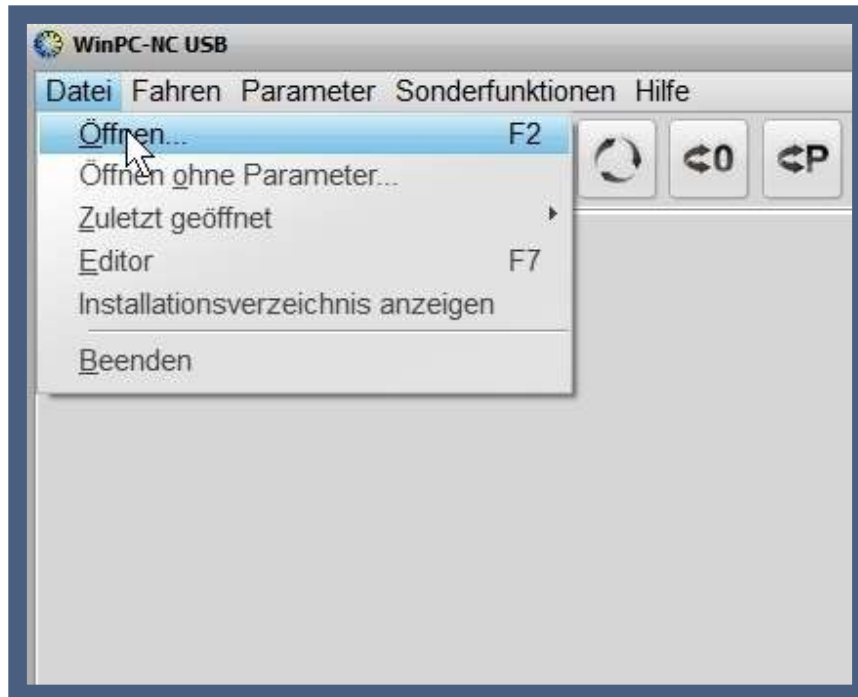 WinPC-NC USB
Datei Fahren Parameter Sonderfunktionen Hilfe
Öffnen... F2
Öffnen ohne Parameter...
Zuletzt geöffnet
Editor F7
Installationsverzeichnis anzeigen
Beenden
0 P